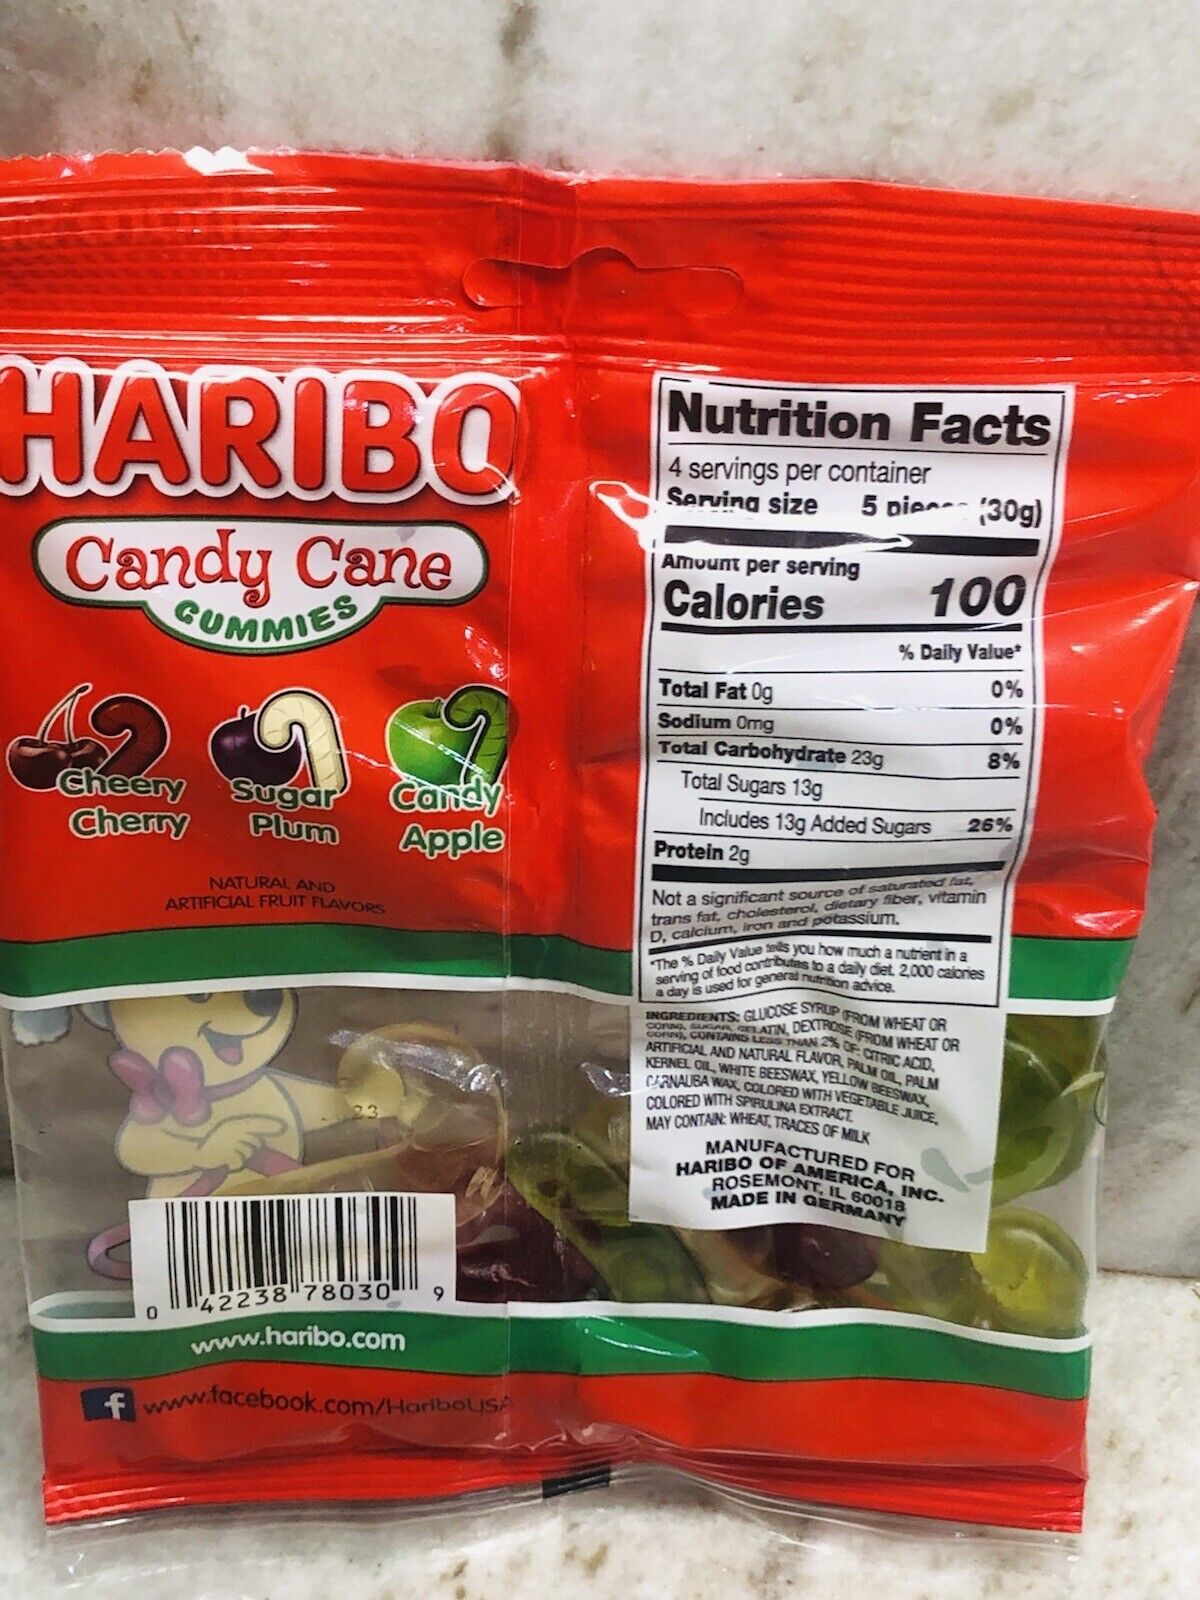 HARIBO
Candy Cane
GUMMIES
Cheery
Cherry
Sugar
Plum
Candy
Apple
NATURAL AND
ARTIFICIAL FRUIT FLAVORS
0 42238 78030 9
www.haribo.com
f www.facebook.com/HariboUSA
Nutrition Facts
4 servings per container
Serving size 5 pieces (30g)
Amount per serving
Calories 100
% Daily Value*
Total Fat 0g 0%
Sodium 0mg 0%
Total Carbohydrate 23g 8%
Total Sugars 13g
Includes 13g Added Sugars 26%
Protein 2g
Not a significant source of saturated fat,
trans fat, cholesterol, dietary fiber, vitamin
D, calcium, iron and potassium.
*The % Daily Value tells you how much a nutrient in a
serving of food contributes to a daily diet. 2,000 calories
a day is used for general nutrition advice.
INGREDIENTS: GLUCOSE SYRUP (FROM WHEAT OR
CORN), SUGAR, GELATIN, DEXTROSE (FROM WHEAT OR
CORN), CONTAINS LESS THAN 2% OF: CITRIC ACID,
ARTIFICIAL AND NATURAL FLAVOR, PALM OIL, PALM
KERNEL OIL, WHITE BEESWAX, YELLOW BEESWAX,
CARNAUBA WAX, COLORED WITH VEGETABLE JUICE,
COLORED WITH SPIRULINA EXTRACT.
MAY CONTAIN: WHEAT, TRACES OF MILK
MANUFACTURED FOR
HARIBO OF AMERICA, INC.
ROSEMONT, IL 60018
MADE IN GERMANY